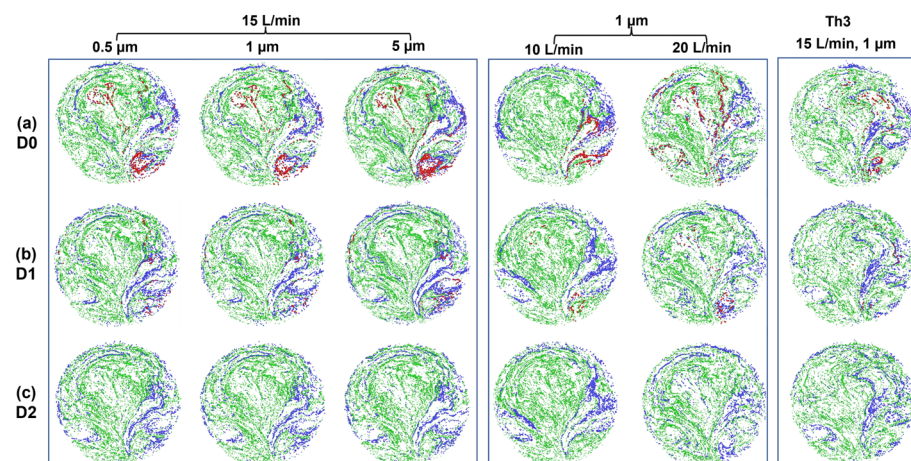 15 L/min
0.5 µm 1 µm 5 µm
1 µm
10 L/min 20 L/min
Th3
15 L/min, 1 µm
(a)
D0
(b)
D1
(c)
D2